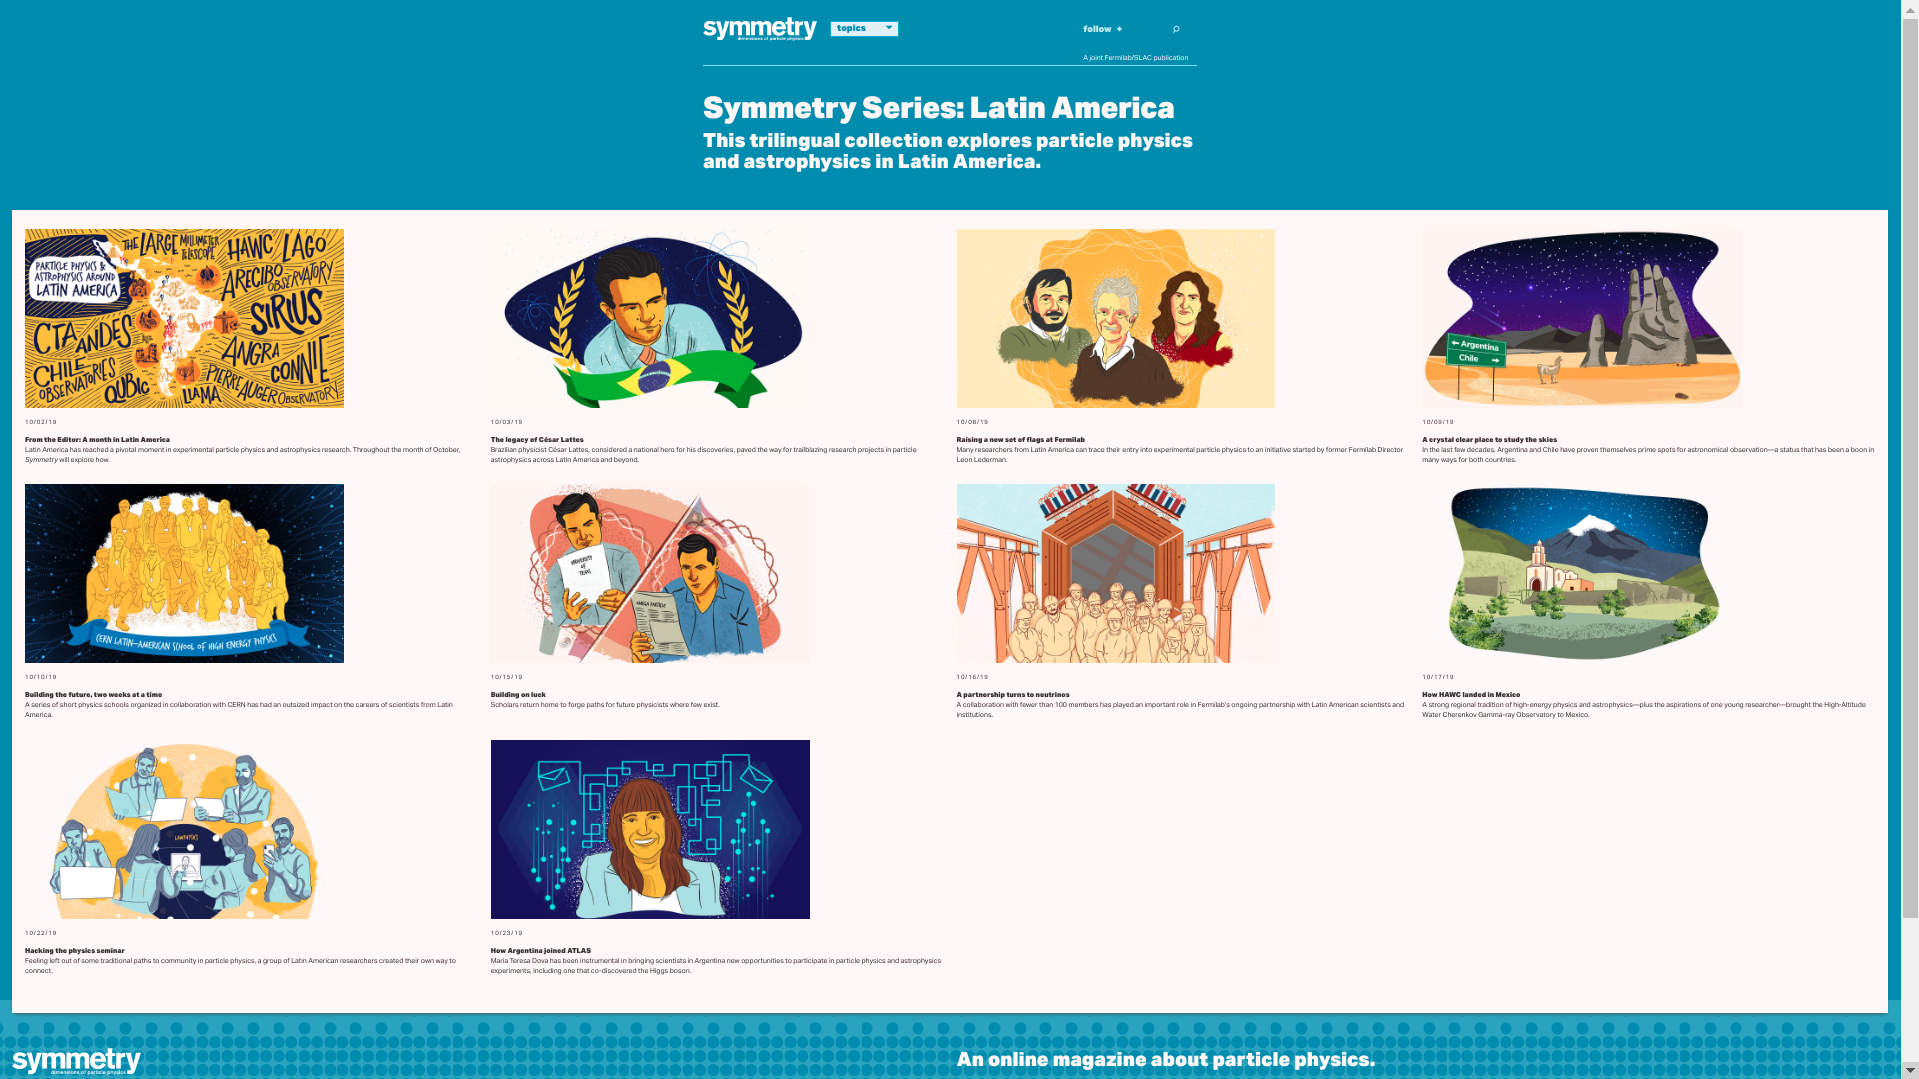 symmetry
dimensions of particle physics
topics
follow +
A joint Fermilab/SLAC publication
Symmetry Series: Latin America
This trilingual collection explores particle physics
and astrophysics in Latin America.
PARTICLE PHYSICS &
ASTROPHYSICS AROUND
LATIN AMERICA
THE LARGE MILLIMETER
TELESCOPE
HAWC
LAGO
ARECIBO
OBSERVATORY
SIRIUS
CTA
ANDES
CHILE
OBSERVATORIES
QUBIC
LLAMA
ANGRA
CONNIE
PIERRE AUGER OBSERVATORY
← Argentina
Chile →
10/02/19
From the Editor: A month in Latin America
Latin America has reached a pivotal moment in experimental particle physics and astrophysics research. Throughout the month of October,
Symmetry will explore how.
10/03/19
The legacy of César Lattes
Brazilian physicist César Lattes, considered a national hero for his discoveries, paved the way for trailblazing research projects in particle
astrophysics across Latin America and beyond.
10/08/19
Raising a new set of flags at Fermilab
Many researchers from Latin America can trace their entry into experimental particle physics to an initiative started by former Fermilab Director
Leon Lederman.
10/09/19
A crystal clear place to study the skies
In the last few decades, Argentina and Chile have proven themselves prime spots for astronomical observation—a status that has been a boon in
many ways for both countries.
CERN LATIN-AMERICAN SCHOOL OF HIGH ENERGY PHYSICS
UNIVERSITY
OF
TEXAS
10/10/19
Building the future, two weeks at a time
A series of short physics schools organized in collaboration with CERN has had an outsized impact on the careers of scientists from Latin
America.
10/15/19
Building on luck
Scholars return home to forge paths for future physicists where few exist.
10/16/19
A partnership turns to neutrinos
A collaboration with fewer than 100 members has played an important role in Fermilab's ongoing partnership with Latin American scientists and
institutions.
10/17/19
How HAWC landed in Mexico
A strong regional tradition of high-energy physics and astrophysics—plus the aspirations of one young researcher—brought the High-Altitude
Water Cherenkov Gamma-ray Observatory to Mexico.
10/22/19
Hacking the physics seminar
Feeling left out of some traditional paths to community in particle physics, a group of Latin American researchers created their own way to
connect.
10/23/19
How Argentina joined ATLAS
Maria Teresa Dova has been instrumental in bringing scientists in Argentina new opportunities to participate in particle physics and astrophysics
experiments, including one that co-discovered the Higgs boson.
symmetry
dimensions of particle physics
An online magazine about particle physics.